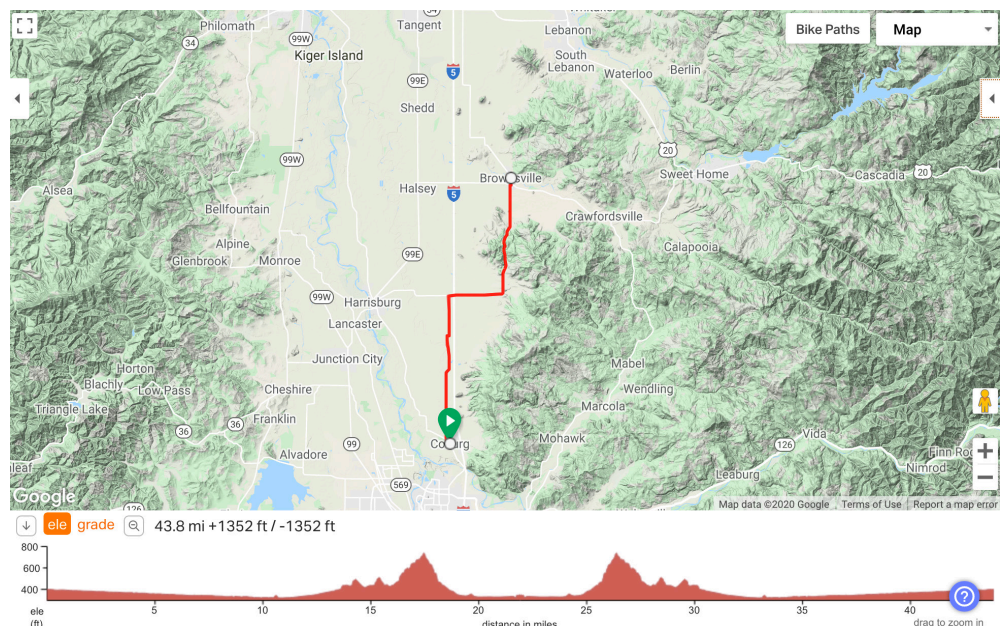 Philomath
34
99W
Kiger Island
54
Tangent
Lebanon
South
Lebanon
Waterloo
Berlin
Bike Paths
Map
5
99E
Shedd
99W
20
Sweet Home
Cascadia
20
Alsea
Halsey
5
Brownsville
Bellfountain
Crawfordsville
Alpine
Glenbrook
Monroe
99E
Calapooia
99W
Harrisburg
Lancaster
Horton
Blachly
Low Pass
Junction City
Mabel
Triangle Lake
Cheshire
Wendling
Marcola
36
36
Franklin
Coburg
99
Alvadore
Mohawk
126
Vida
Finn Ro
Nimrod
Leaburg
569
126
Google
Map data ©2020 Google
Terms of Use
Report a map error
ele grade 43.8 mi +1352 ft / -1352 ft
800
600
400
ele
(ft)
5 10 15 20 25 30 35 40
distance in miles
drag to zoom in
?